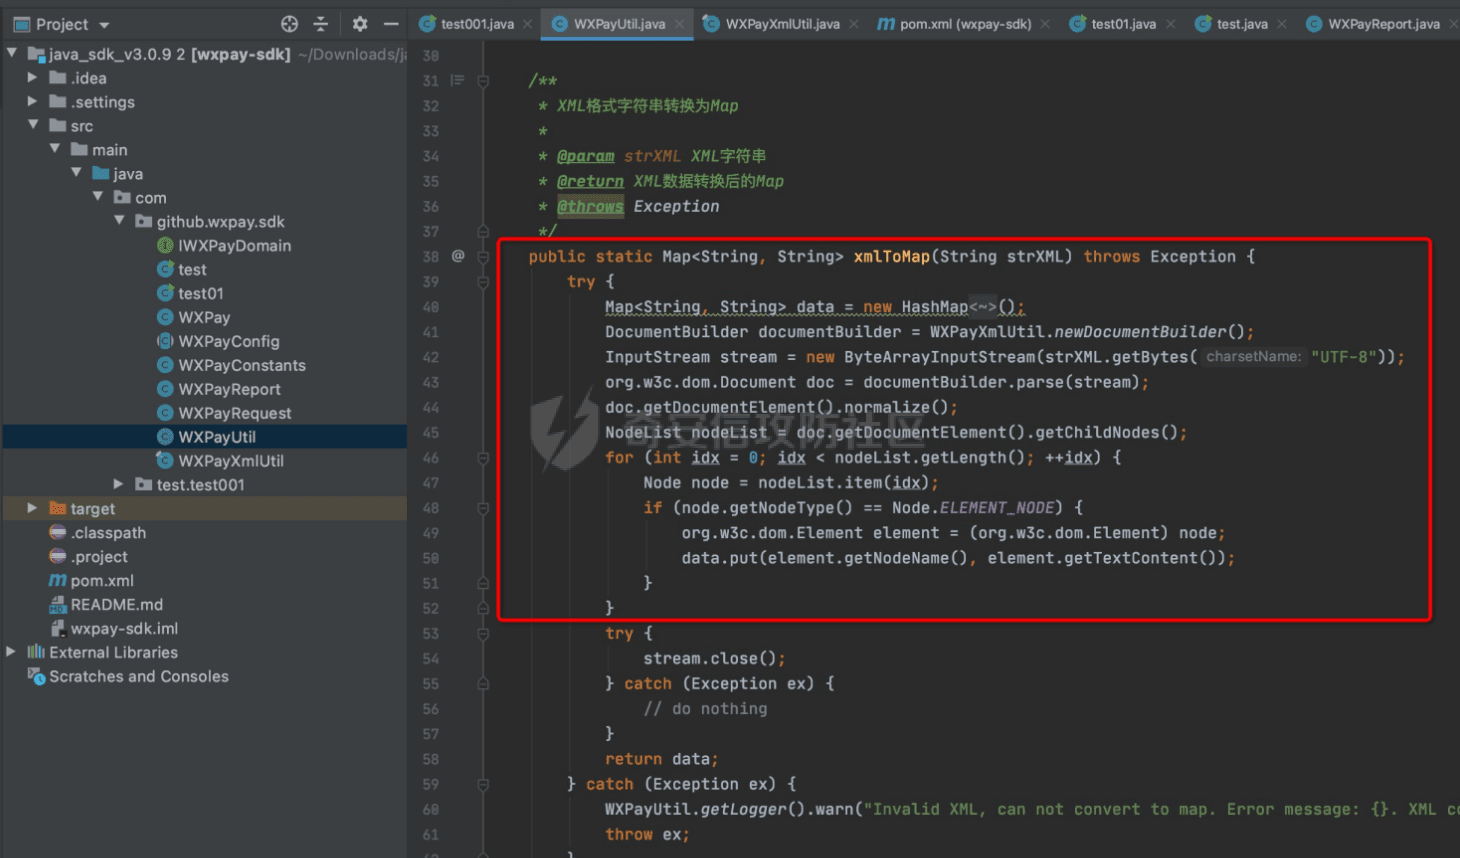 Project
test001.java
WXPayUtil.java
WXPayXmlUtil.java
pom.xml (wxpay-sdk)
test01.java
test.java
WXPayReport.java
java_sdk_v3.0.9 2 [wxpay-sdk] ~/Downloads/ja
.idea
.settings
src
main
java
com
github.wxpay.sdk
IWXPayDomain
test
test01
WXPay
WXPayConfig
WXPayConstants
WXPayReport
WXPayRequest
WXPayUtil
WXPayXmlUtil
test.test001
target
.classpath
.project
pom.xml
README.md
wxpay-sdk.iml
External Libraries
Scratches and Consoles
30
31 /**
32 * XML格式字符串转换为Map
33 *
34 * @param strXML XML字符串
35 * @return XML数据转换后的Map
36 * @throws Exception
37 */
38 @ public static Map<String, String> xmlToMap(String strXML) throws Exception {
39 try {
40 Map<String, String> data = new HashMap<~>();
41 DocumentBuilder documentBuilder = WXPayXmlUtil.newDocumentBuilder();
42 InputStream stream = new ByteArrayInputStream(strXML.getBytes( charsetName: "UTF-8"));
43 org.w3c.dom.Document doc = documentBuilder.parse(stream);
44 doc.getDocumentElement().normalize();
奇安信攻防社区
45 NodeList nodeList = doc.getDocumentElement().getChildNodes();
46 for (int idx = 0; idx < nodeList.getLength(); ++idx) {
47 Node node = nodeList.item(idx);
48 if (node.getNodeType() == Node.ELEMENT_NODE) {
49 org.w3c.dom.Element element = (org.w3c.dom.Element) node;
50 data.put(element.getNodeName(), element.getTextContent());
51 }
52 }
53 try {
54 stream.close();
55 } catch (Exception ex) {
56 // do nothing
57 }
58 return data;
59 } catch (Exception ex) {
60 WXPayUtil.getLogger().warn("Invalid XML, can not convert to map. Error message: {}. XML co
61 throw ex;